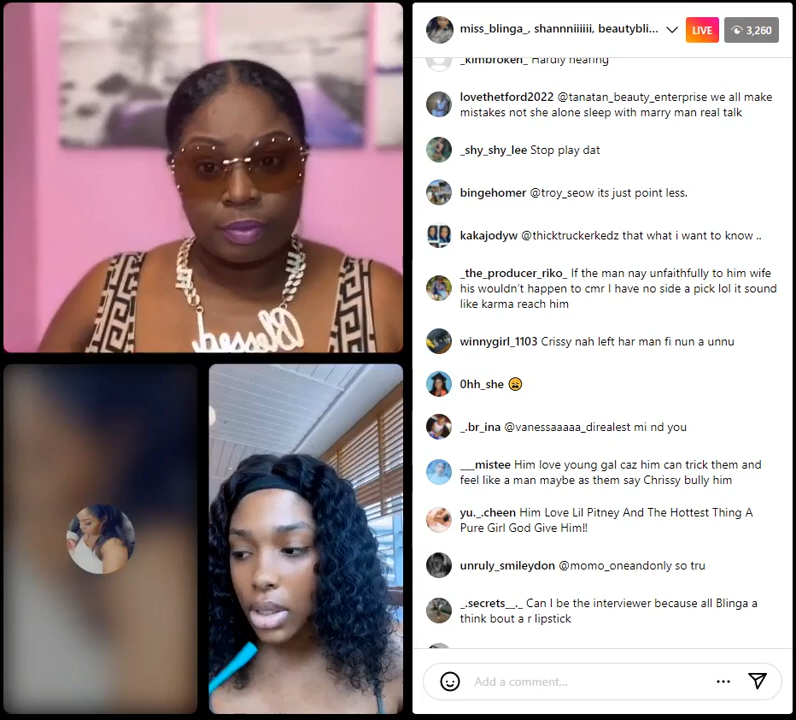 miss_blinga_, shannniiiiii, beautybli...
LIVE
3,260
_kimbroken_ Hardly hearing
lovethetford2022 @tanatan_beauty_enterprise we all make
mistakes not she alone sleep with marry man real talk
_shy_shy_lee Stop play dat
bingehomer @troy_seow its just point less.
kakajodyw @thicktruckerkedz that what i want to know ..
_the_producer_riko_ If the man nay unfaithfully to him wife
his wouldn't happen to cmr I have no side a pick lol it sound
like karma reach him
winnygirl_1103 Crissy nah left har man fi nun a unnu
0hh_she 😩
_.br_ina @vanessaaaaa_direalest mi nd you
___mistee Him love young gal caz him can trick them and
feel like a man maybe as them say Chrissy bully him
yu._.cheen Him Love Lil Pitney And The Hottest Thing A
Pure Girl God Give Him!!
unruly_smileydon @momo_oneandonly so tru
_.secrets__._ Can I be the interviewer because all Blinga a
think bout a r lipstick
Add a comment...